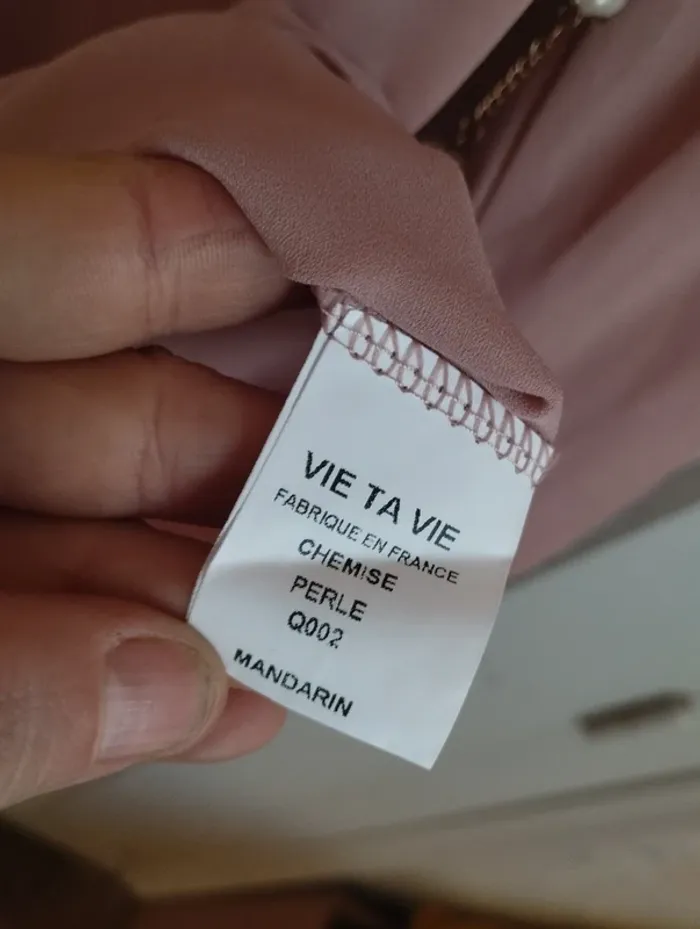 VIE TA VIE
FABRIQUE EN FRANCE
CHEMISE
PERLE
Q002
MANDARIN